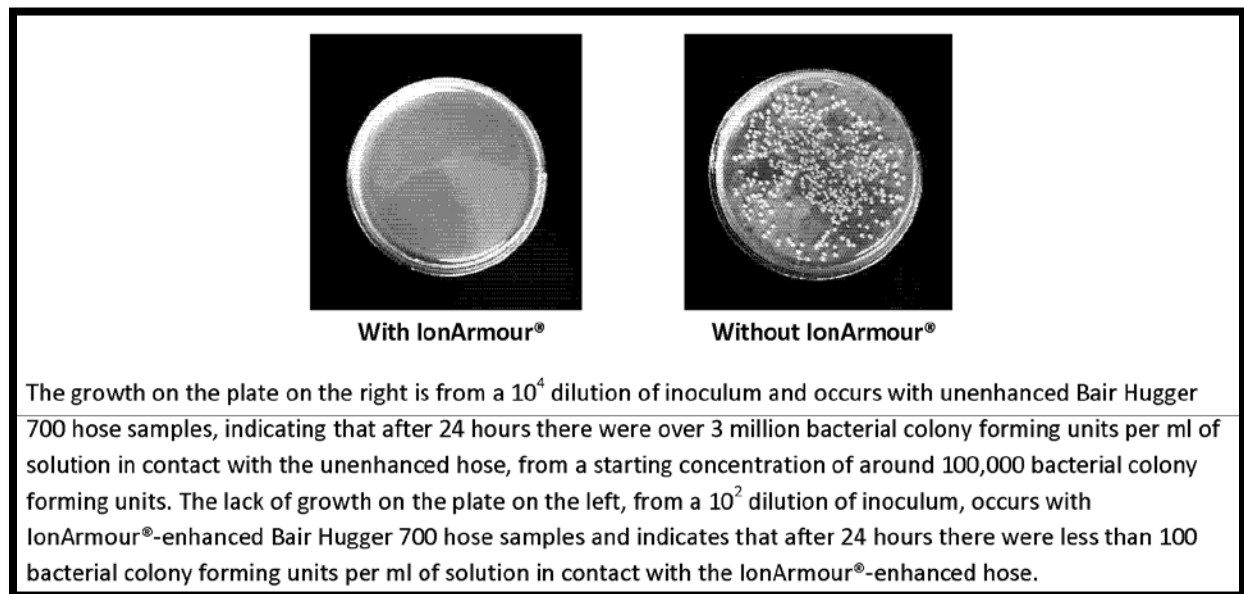 With IonArmour®
Without IonArmour®
The growth on the plate on the right is from a 10⁴ dilution of inoculum and occurs with unenhanced Bair Hugger
700 hose samples, indicating that after 24 hours there were over 3 million bacterial colony forming units per ml of
solution in contact with the unenhanced hose, from a starting concentration of around 100,000 bacterial colony
forming units. The lack of growth on the plate on the left, from a 10² dilution of inoculum, occurs with
IonArmour®-enhanced Bair Hugger 700 hose samples and indicates that after 24 hours there were less than 100
bacterial colony forming units per ml of solution in contact with the IonArmour®-enhanced hose.